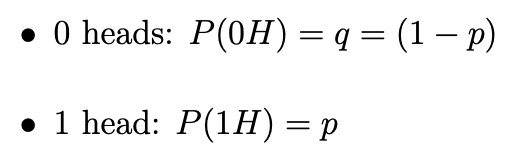 • 0 heads: P(0H) = q = (1 − p)
• 1 head: P(1H) = p